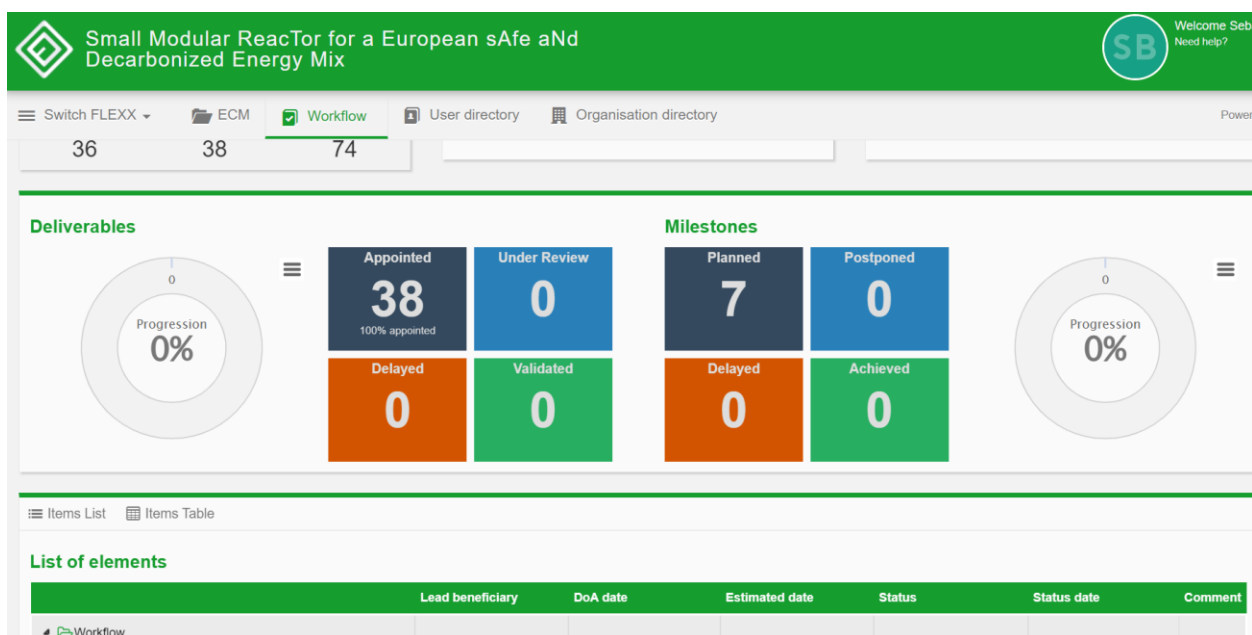 Small Modular ReacTor for a European sAfe aNd
Decarbonized Energy Mix
SB
Welcome Seb
Need help?
Switch FLEXX
ECM
Workflow
User directory
Organisation directory
Power
36 38 74
Deliverables
0
Progression
0%
Appointed
38
100% appointed
Under Review
0
Delayed
0
Validated
0
Milestones
Planned
7
Postponed
0
Delayed
0
Achieved
0
0
Progression
0%
Items List
Items Table
List of elements
Lead beneficiary DoA date Estimated date Status Status date Comment
Workflow